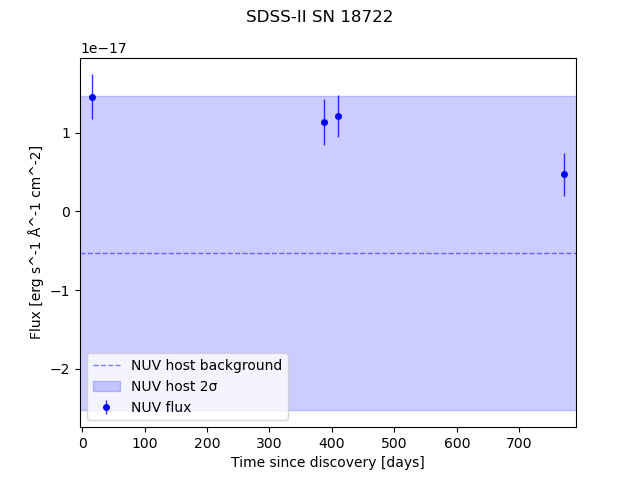 SDSS-II SN 18722
1e−17
1
0
−1
−2
Flux [erg s^-1 Å^-1 cm^-2]
NUV host background
NUV host 2σ
NUV flux
0 100 200 300 400 500 600 700
Time since discovery [days]